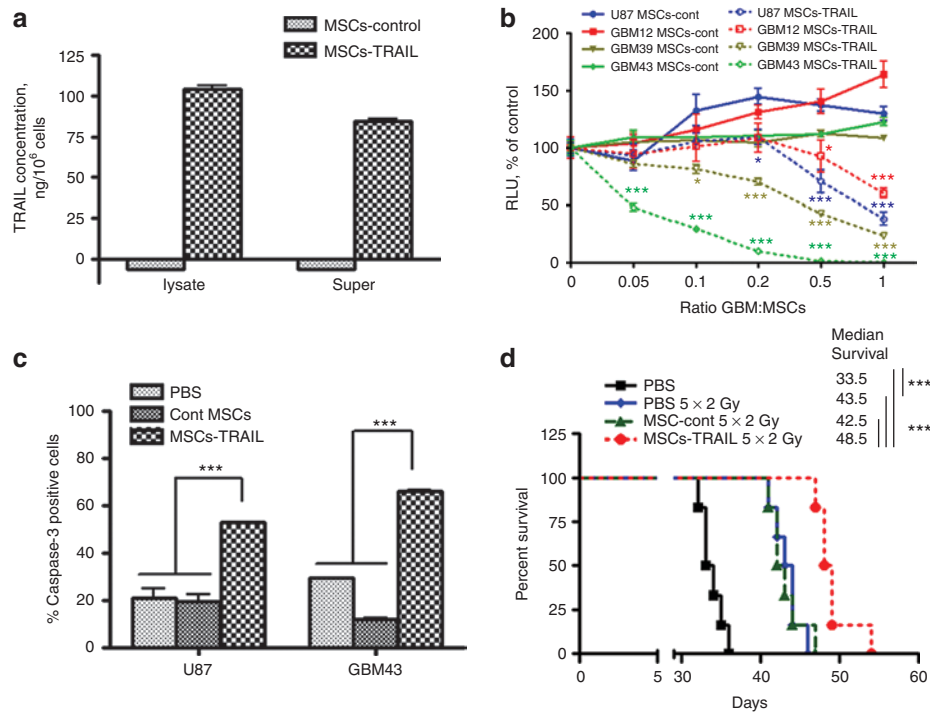 a
MSCs-control
MSCs-TRAIL
TRAIL concentration,
ng/10⁶ cells
125
100
75
50
25
0
lysate
Super
b
U87 MSCs-cont
GBM12 MSCs-cont
GBM39 MSCs-cont
GBM43 MSCs-cont
U87 MSCs-TRAIL
GBM12 MSCs-TRAIL
GBM39 MSCs-TRAIL
GBM43 MSCs-TRAIL
RLU, % of control
200
150
100
50
0
*
***
***
*
***
***
***
*
***
***
***
***
***
***
0
0.05
0.1
0.2
0.5
1
Ratio GBM:MSCs
c
PBS
Cont MSCs
MSCs-TRAIL
% Caspase-3 positive cells
100
80
60
40
20
0
***
***
U87
GBM43
d
Median
Survival
PBS
33.5
PBS 5 × 2 Gy
43.5
MSC-cont 5 × 2 Gy
42.5
MSCs-TRAIL 5 × 2 Gy
48.5
***
***
Percent survival
125
100
75
50
25
0
0
5
30
40
50
60
Days